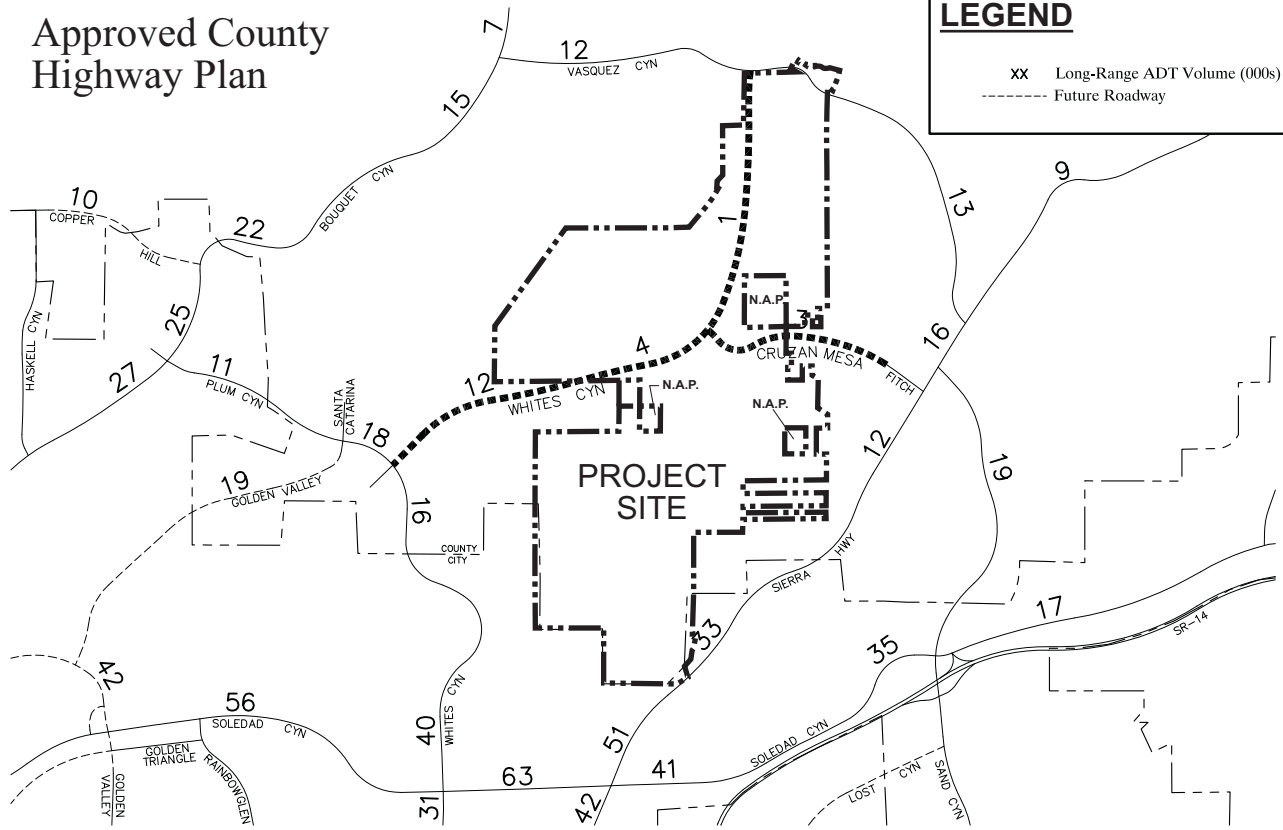 Approved County
Highway Plan
LEGEND
XX Long-Range ADT Volume (000s)
Future Roadway
7
12
VASQUEZ CYN
15
BOUQUET CYN
9
13
10
COPPER
HILL
22
1
25
HASKELL CYN
27
11
PLUM CYN
SANTA
CATARINA
18
12
WHITES CYN
4
N.A.P.
3
CRUZAN MESA
FITCH
16
N.A.P.
N.A.P.
12
19
19
GOLDEN VALLEY
16
PROJECT
SITE
COUNTY
CITY
SIERRA HWY
33
17
SR-14
35
42
56
SOLEDAD CYN
GOLDEN
TRIANGLE
RAINBOWGLEN
GOLDEN
VALLEY
40
WHITES CYN
31
63
51
42
41
SOLEDAD CYN
LOST CYN
SAND CYN